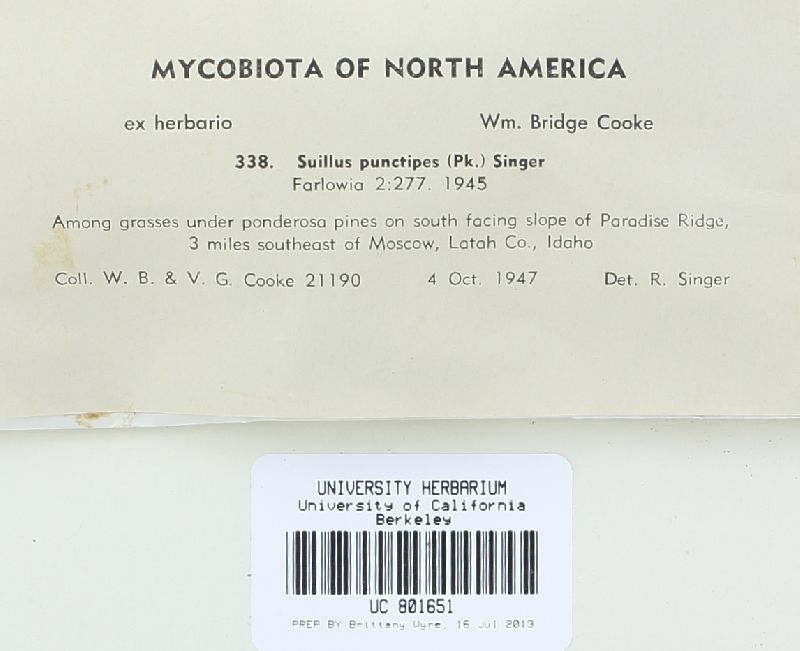 MYCOBIOTA OF NORTH AMERICA
ex herbario Wm. Bridge Cooke
338. Suillus punctipes (Pk.) Singer
Farlowia 2:277. 1945
Among grasses under ponderosa pines on south facing slope of Paradise Ridge,
3 miles southeast of Moscow, Latah Co., Idaho
Coll. W. B. & V. G. Cooke 21190 4 Oct. 1947 Det. R. Singer
UNIVERSITY HERBARIUM
University of California
Berkeley
UC 801651
PREP BY Brittany Wyre, 16 Jul 2013